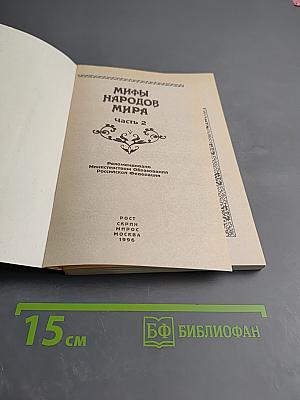 МИФЫ
НАРОДОВ
МИРА
Часть 2
Рекомендовано
Министерством Образования
Российской Федерации
РОСТ
СКРИН
МИРОС
МОСКВА
1996
15 см
БФ БИБЛИОФАН